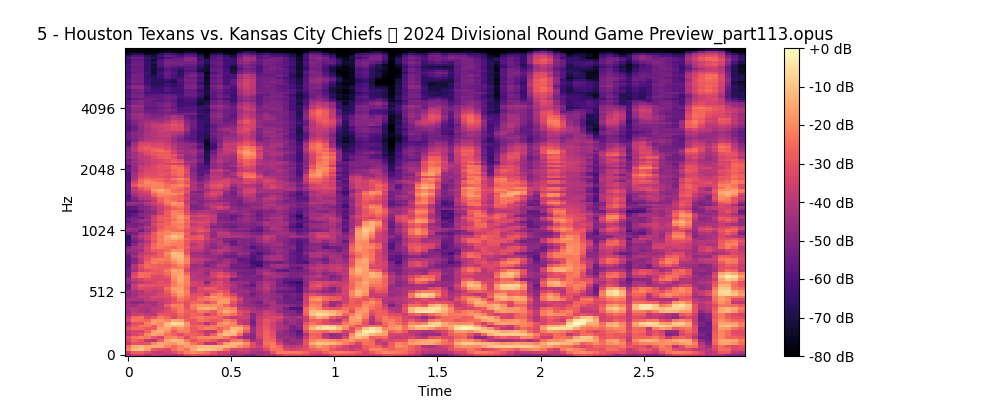 5 - Houston Texans vs. Kansas City Chiefs ▯ 2024 Divisional Round Game Preview_part113.opus
+0 dB
4096
-10 dB
-20 dB
2048
-30 dB
Hz
-40 dB
1024
-50 dB
512
-60 dB
-70 dB
0
-80 dB
0
0.5
1
1.5
2
2.5
Time